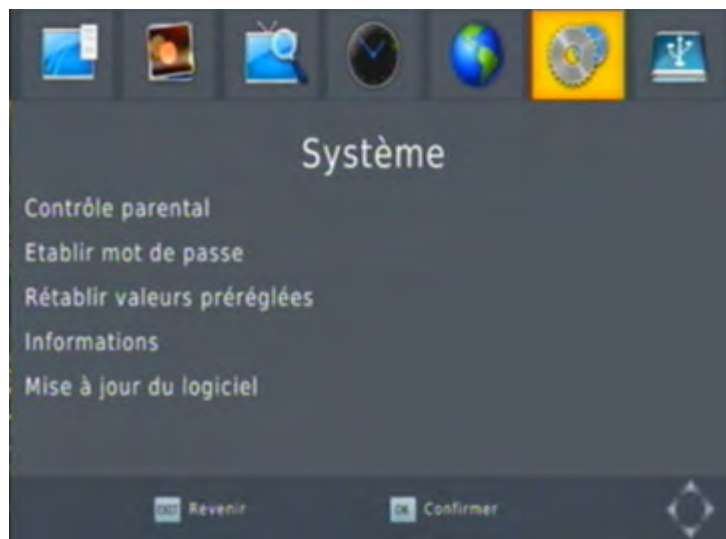 Système
Contrôle parental
Etablir mot de passe
Rétablir valeurs préréglées
Informations
Mise à jour du logiciel
EXIT Revenir
OK Confirmer